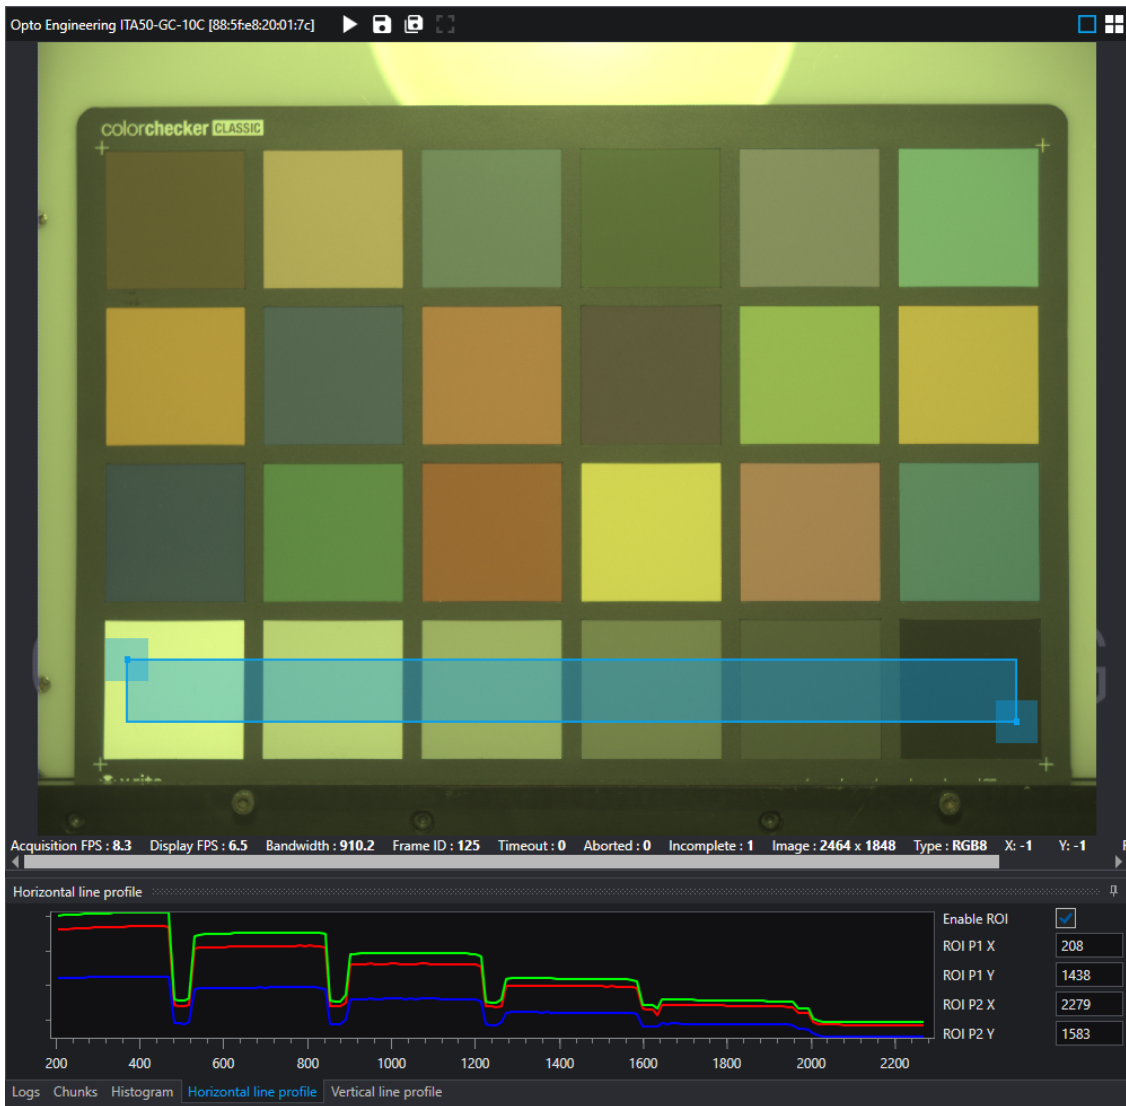 Opto Engineering ITA50-GC-10C [88:5f:e8:20:01:7c]
colorchecker CLASSIC
Acquisition FPS : 8.3 Display FPS : 6.5 Bandwidth : 910.2 Frame ID : 125 Timeout : 0 Aborted : 0 Incomplete : 1 Image : 2464 x 1848 Type : RGB8 X: -1 Y: -1
Horizontal line profile
Enable ROI
ROI P1 X 208
ROI P1 Y 1438
ROI P2 X 2279
ROI P2 Y 1583
200 400 600 800 1000 1200 1400 1600 1800 2000 2200
Logs Chunks Histogram Horizontal line profile Vertical line profile